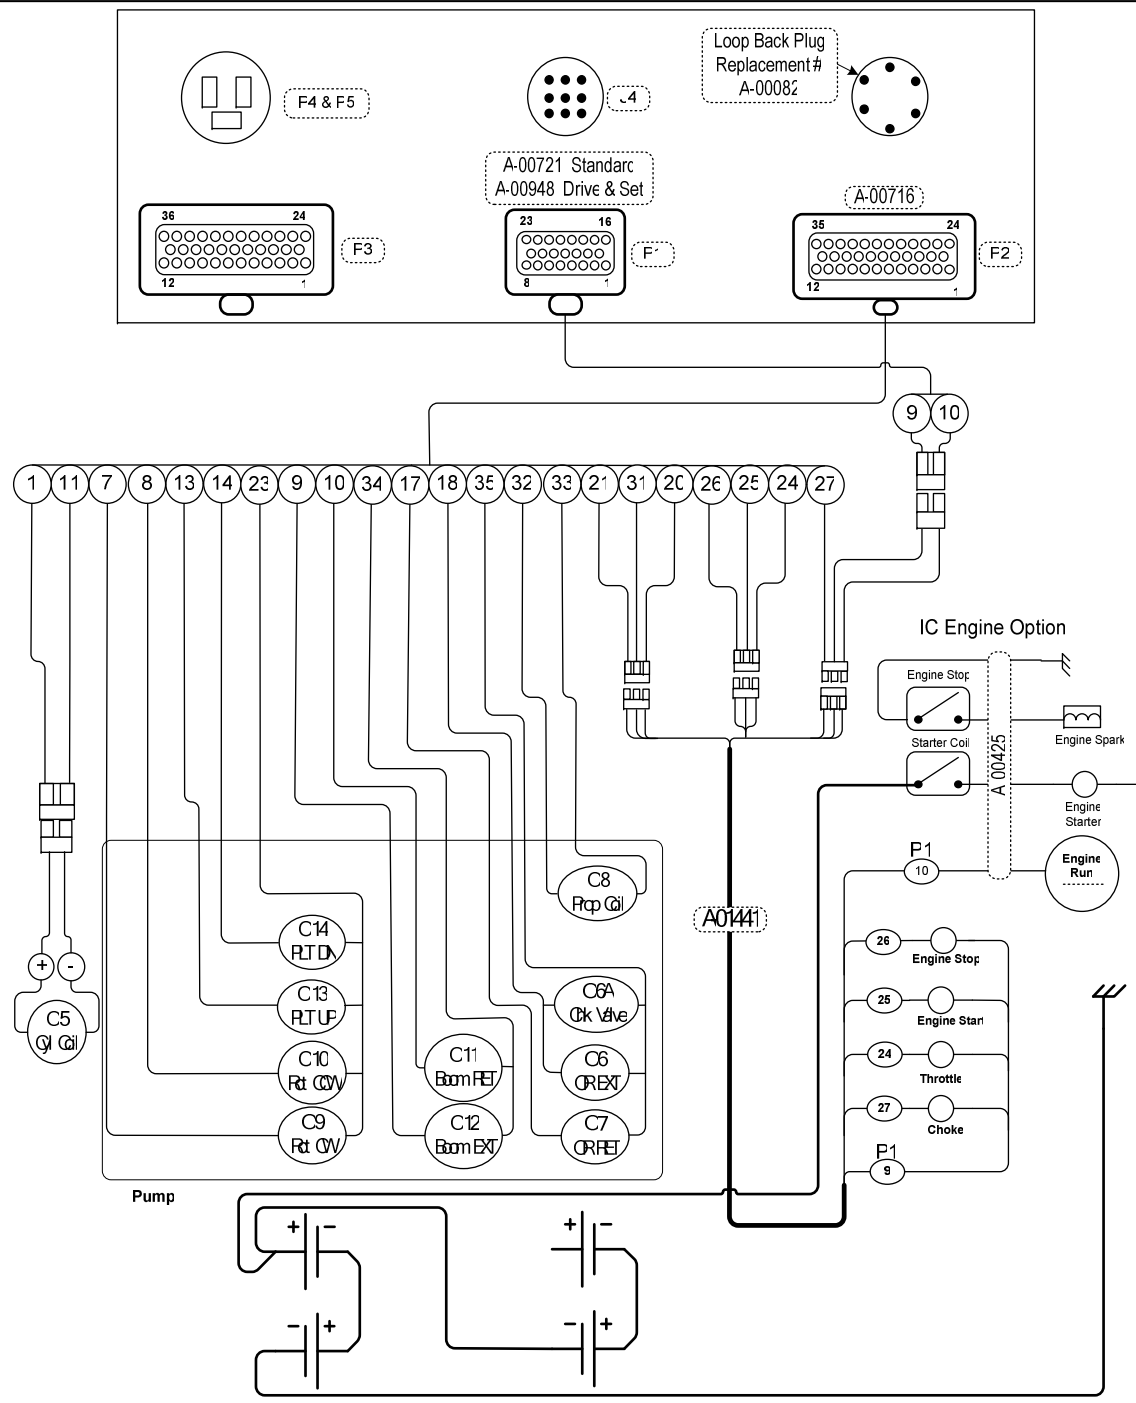 Loop Back Plug
Replacement #
A-00082
F4 & F5
J4
A-00721 Standard
A-00948 Drive & Set
A-00716
36 24
12 1
F3
23 16
8 1
35 24
12 1
F2
9 10
1 11 7 8 13 14 23 9 10 34 17 18 35 32 33 21 31 20 26 25 24 27
IC Engine Option
Engine Stop
Engine Spark
Starter Coil
A 00425
Engine
Starter
P1
10
Engine
Run
C8
Prop Coil
A01441
C14
PLT DN
26
Engine Stop
+ -
C13
PLT UP
C6A
Chk Valve
25
Engine Start
C5
Cyl Coil
C10
Rot CCW
C11
Boom RET
C6
OR EXT
24
Throttle
C9
Rot CW
C12
Boom EXT
C7
OR RET
27
Choke
P1
9
Pump
+ -
+ -
- +
- +